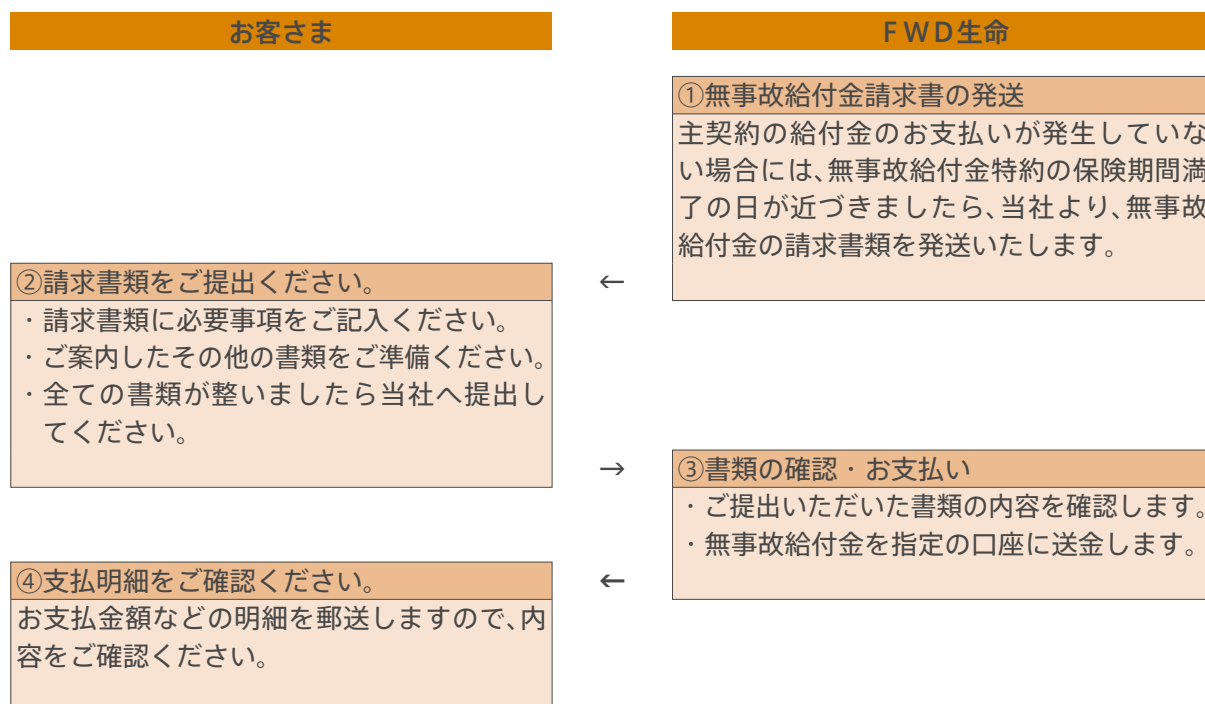 お客さま
ＦＷＤ生命
①無事故給付金請求書の発送
主契約の給付金のお支払いが発生していな
い場合には、無事故給付金特約の保険期間満
了の日が近づきましたら、当社より、無事故
給付金の請求書類を発送いたします。
←
②請求書類をご提出ください。
・請求書類に必要事項をご記入ください。
・ご案内したその他の書類をご準備ください。
・全ての書類が整いましたら当社へ提出し
てください。
→
③書類の確認・お支払い
・ご提出いただいた書類の内容を確認します。
・無事故給付金を指定の口座に送金します。
←
④支払明細をご確認ください。
お支払金額などの明細を郵送しますので、内
容をご確認ください。